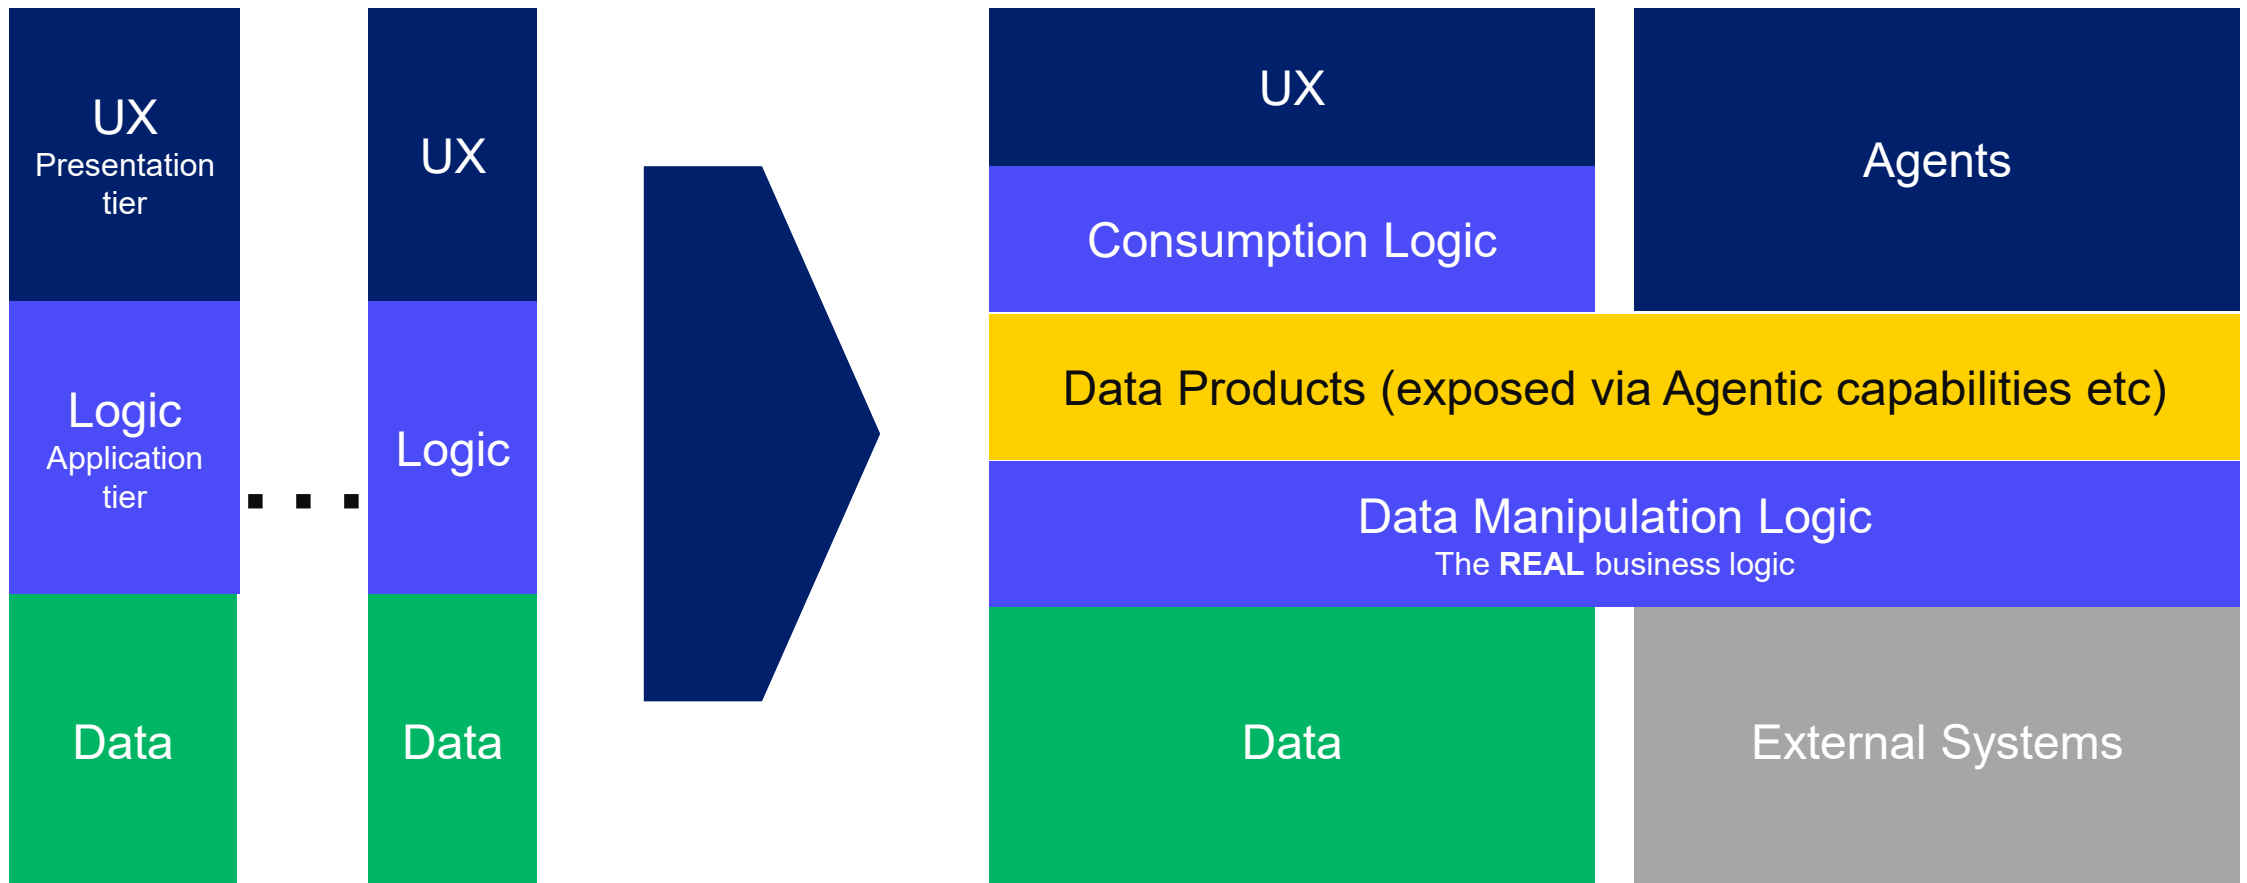 UX
Presentation
tier
Logic
Application
tier
Data
...
UX
Logic
Data
UX
Consumption Logic
Agents
Data Products (exposed via Agentic capabilities etc)
Data Manipulation Logic
The REAL business logic
Data
External Systems